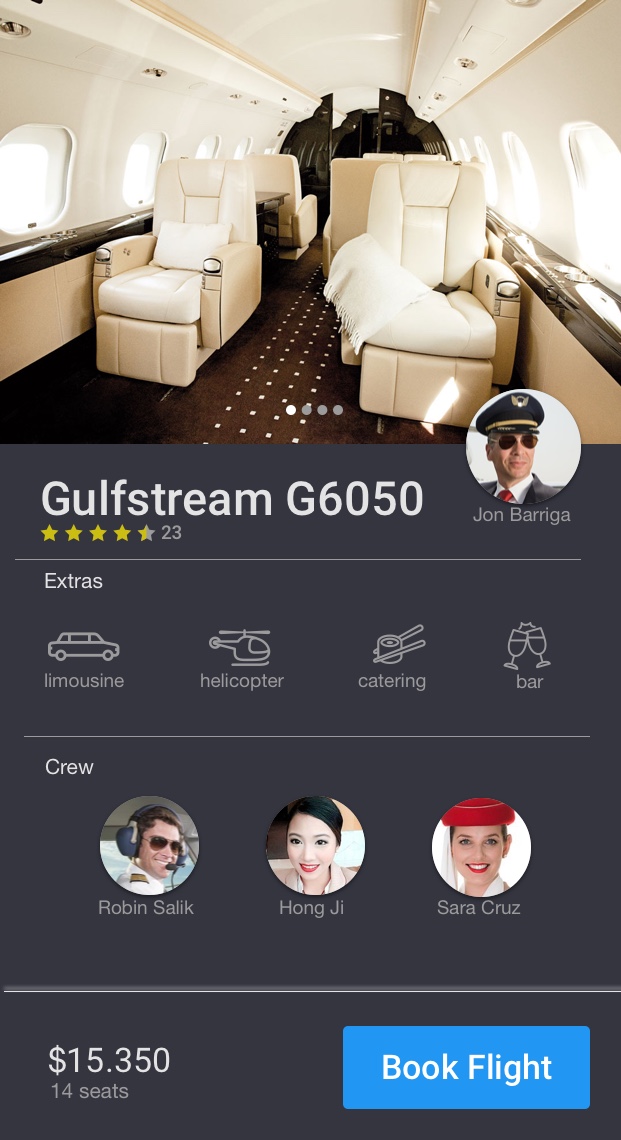 Gulfstream G6050
23
Jon Barriga
Extras
limousine
helicopter
catering
bar
Crew
Robin Salik
Hong Ji
Sara Cruz
$15.350
14 seats
Book Flight